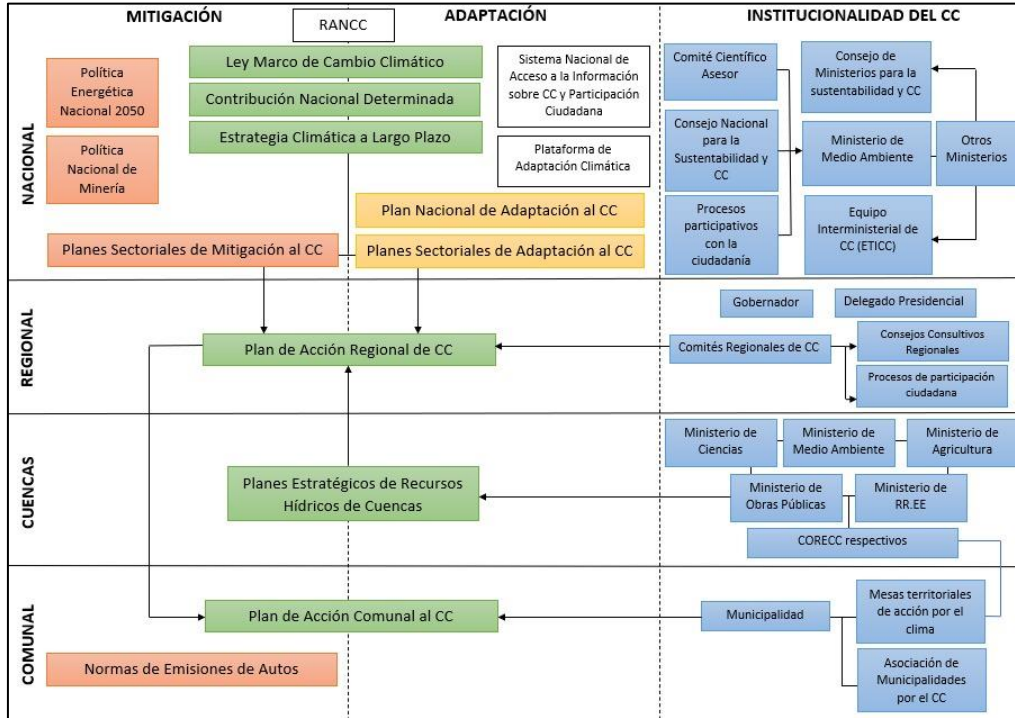 MITIGACIÓN
RANCC
ADAPTACIÓN
INSTITUCIONALIDAD DEL CC
NACIONAL
Política
Energética
Nacional 2050
Política
Nacional de
Minería
Ley Marco de Cambio Climático
Contribución Nacional Determinada
Estrategia Climática a Largo Plazo
Sistema Nacional de
Acceso a la Información
sobre CC y Participación
Ciudadana
Plataforma de
Adaptación Climática
Plan Nacional de Adaptación al CC
Planes Sectoriales de Mitigación al CC
Planes Sectoriales de Adaptación al CC
Comité Científico
Asesor
Consejo Nacional
para la
Sustentabilidad y
CC
Procesos
participativos
con la
ciudadanía
Consejo de
Ministerios para la
sustentabilidad y CC
Ministerio de
Medio Ambiente
Otros
Ministerios
Equipo
Interministerial de
CC (ETICC)
REGIONAL
Plan de Acción Regional de CC
Gobernador
Delegado Presidencial
Comités Regionales de CC
Consejos Consultivos
Regionales
Procesos de participación
ciudadana
CUENCAS
Planes Estratégicos de Recursos
Hídricos de Cuencas
Ministerio de
Ciencias
Ministerio de
Medio Ambiente
Ministerio de
Agricultura
Ministerio de
Obras Públicas
Ministerio de
RR.EE
CORECC respectivos
COMUNAL
Plan de Acción Comunal al CC
Normas de Emisiones de Autos
Municipalidad
Mesas territoriales
de acción por el
clima
Asociación de
Municipalidades
por el CC